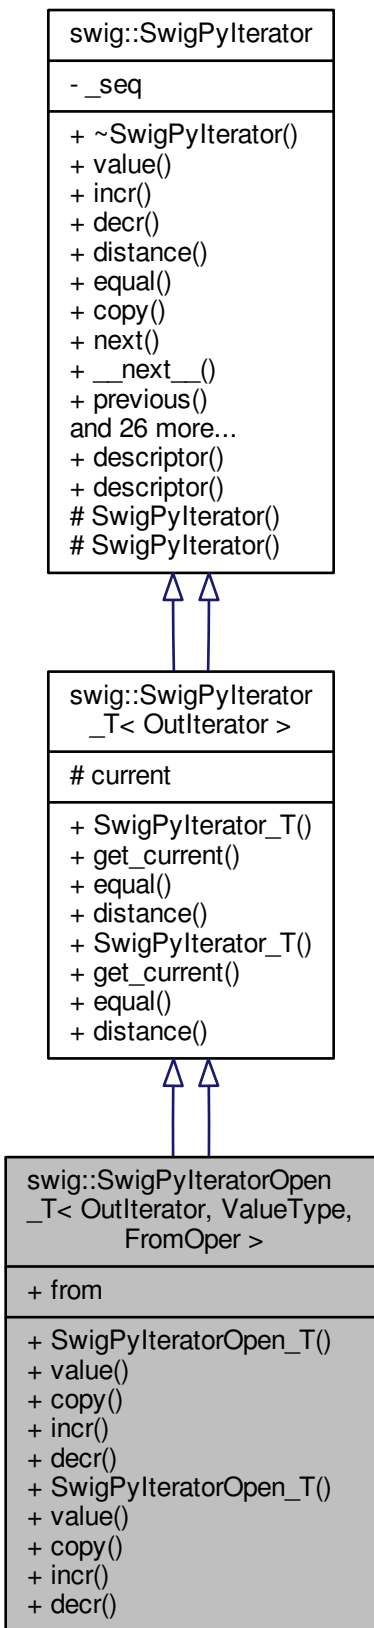 swig::SwigPyIterator
- _seq
+ ~SwigPyIterator()
+ value()
+ incr()
+ decr()
+ distance()
+ equal()
+ copy()
+ next()
+ __next__()
+ previous()
and 26 more...
+ descriptor()
+ descriptor()
# SwigPyIterator()
# SwigPyIterator()
swig::SwigPyIterator
_T< OutIterator >
# current
+ SwigPyIterator_T()
+ get_current()
+ equal()
+ distance()
+ SwigPyIterator_T()
+ get_current()
+ equal()
+ distance()
swig::SwigPyIteratorOpen
_T< OutIterator, ValueType,
FromOper >
+ from
+ SwigPyIteratorOpen_T()
+ value()
+ copy()
+ incr()
+ decr()
+ SwigPyIteratorOpen_T()
+ value()
+ copy()
+ incr()
+ decr()